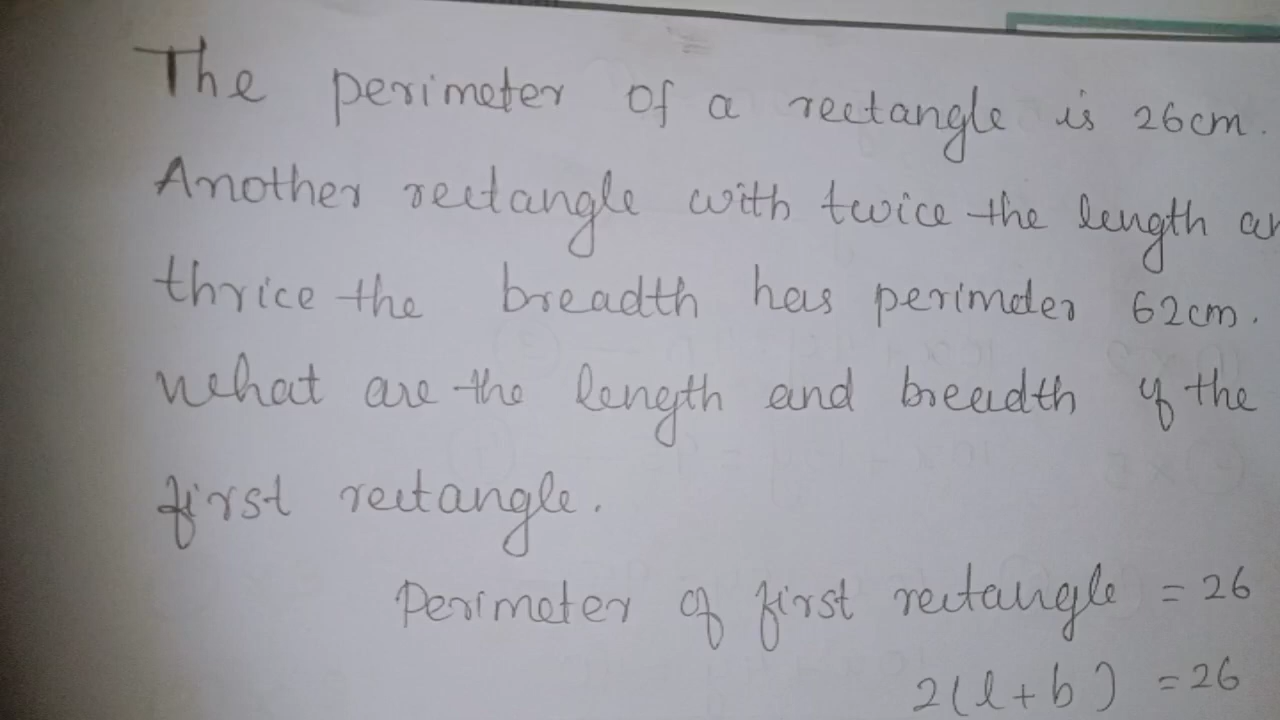 The perimeter of a rectangle is 26cm.
Another rectangle with twice the length
thrice the breadth has perimeter 62cm.
What are the length and breadth of the
first rectangle.
Perimeter of first rectangle = 26
2(l+b) = 26